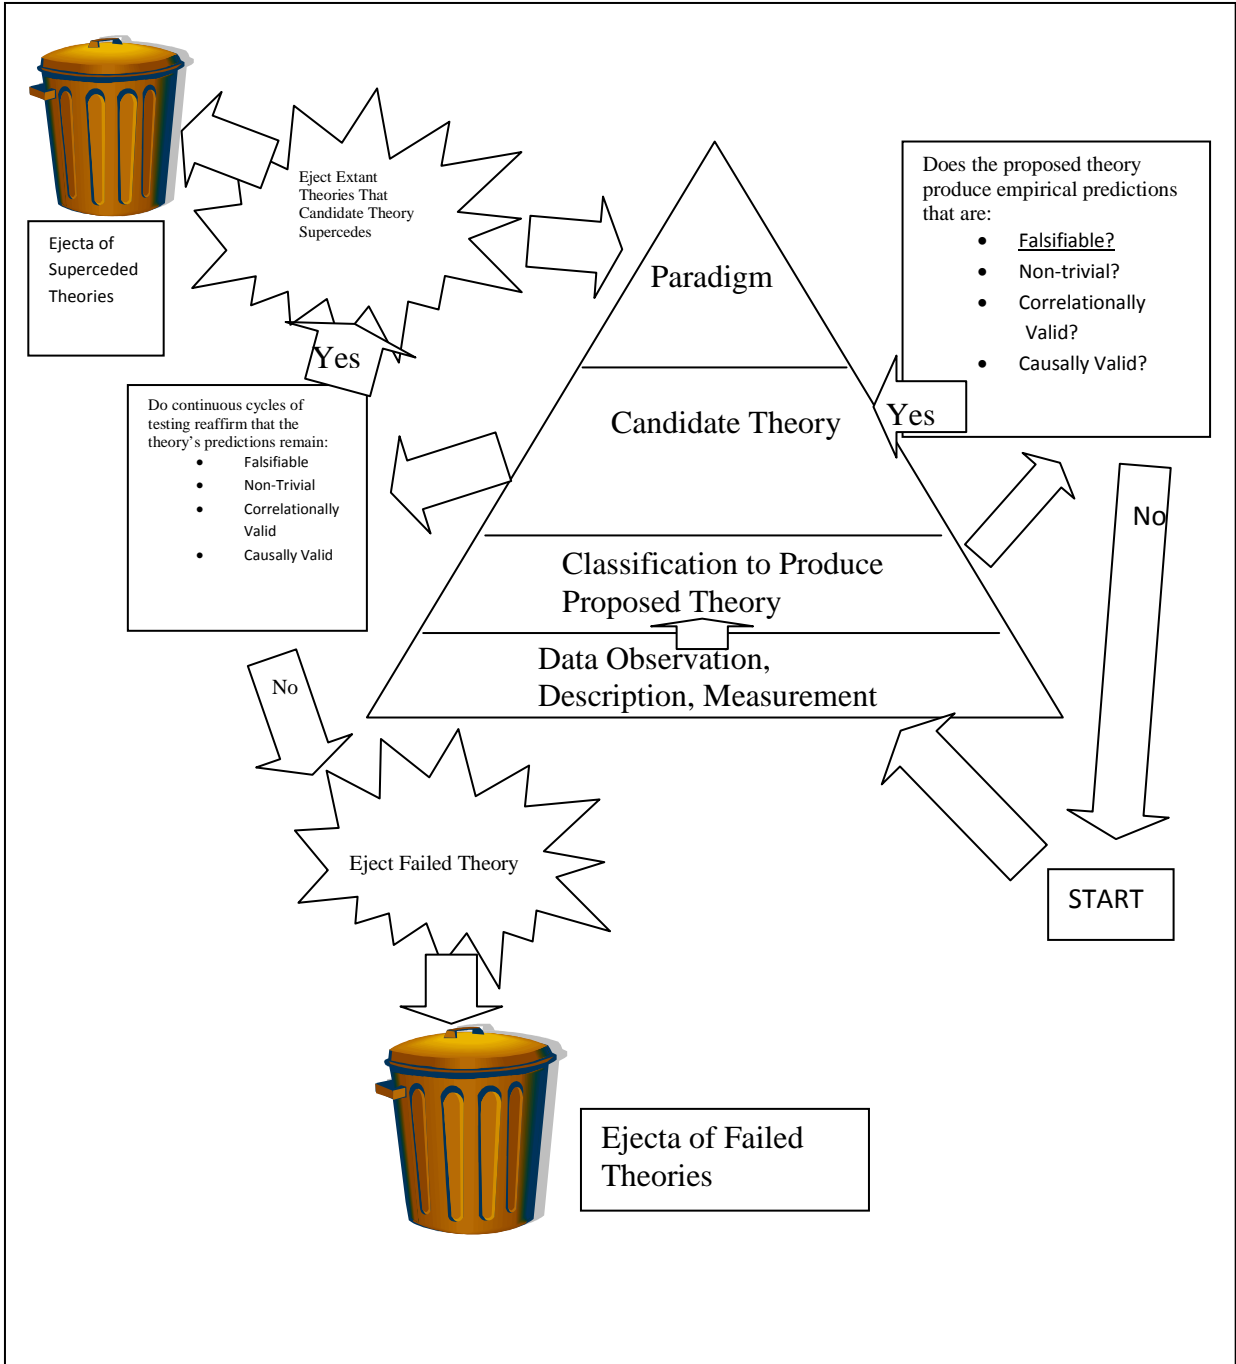 Eject Extant
Theories That
Candidate Theory
Supercedes
Ejecta of
Superceded
Theories
Yes
Do continuous cycles of
testing reaffirm that the
theory’s predictions remain:
• Falsifiable
• Non-Trivial
• Correlationally
Valid
• Causally Valid
No
Eject Failed Theory
Ejecta of Failed
Theories
Paradigm
Candidate Theory
Classification to Produce
Proposed Theory
Data Observation,
Description, Measurement
Does the proposed theory
produce empirical predictions
that are:
• Falsifiable?
• Non-trivial?
• Correlationally
Valid?
• Causally Valid?
Yes
No
START